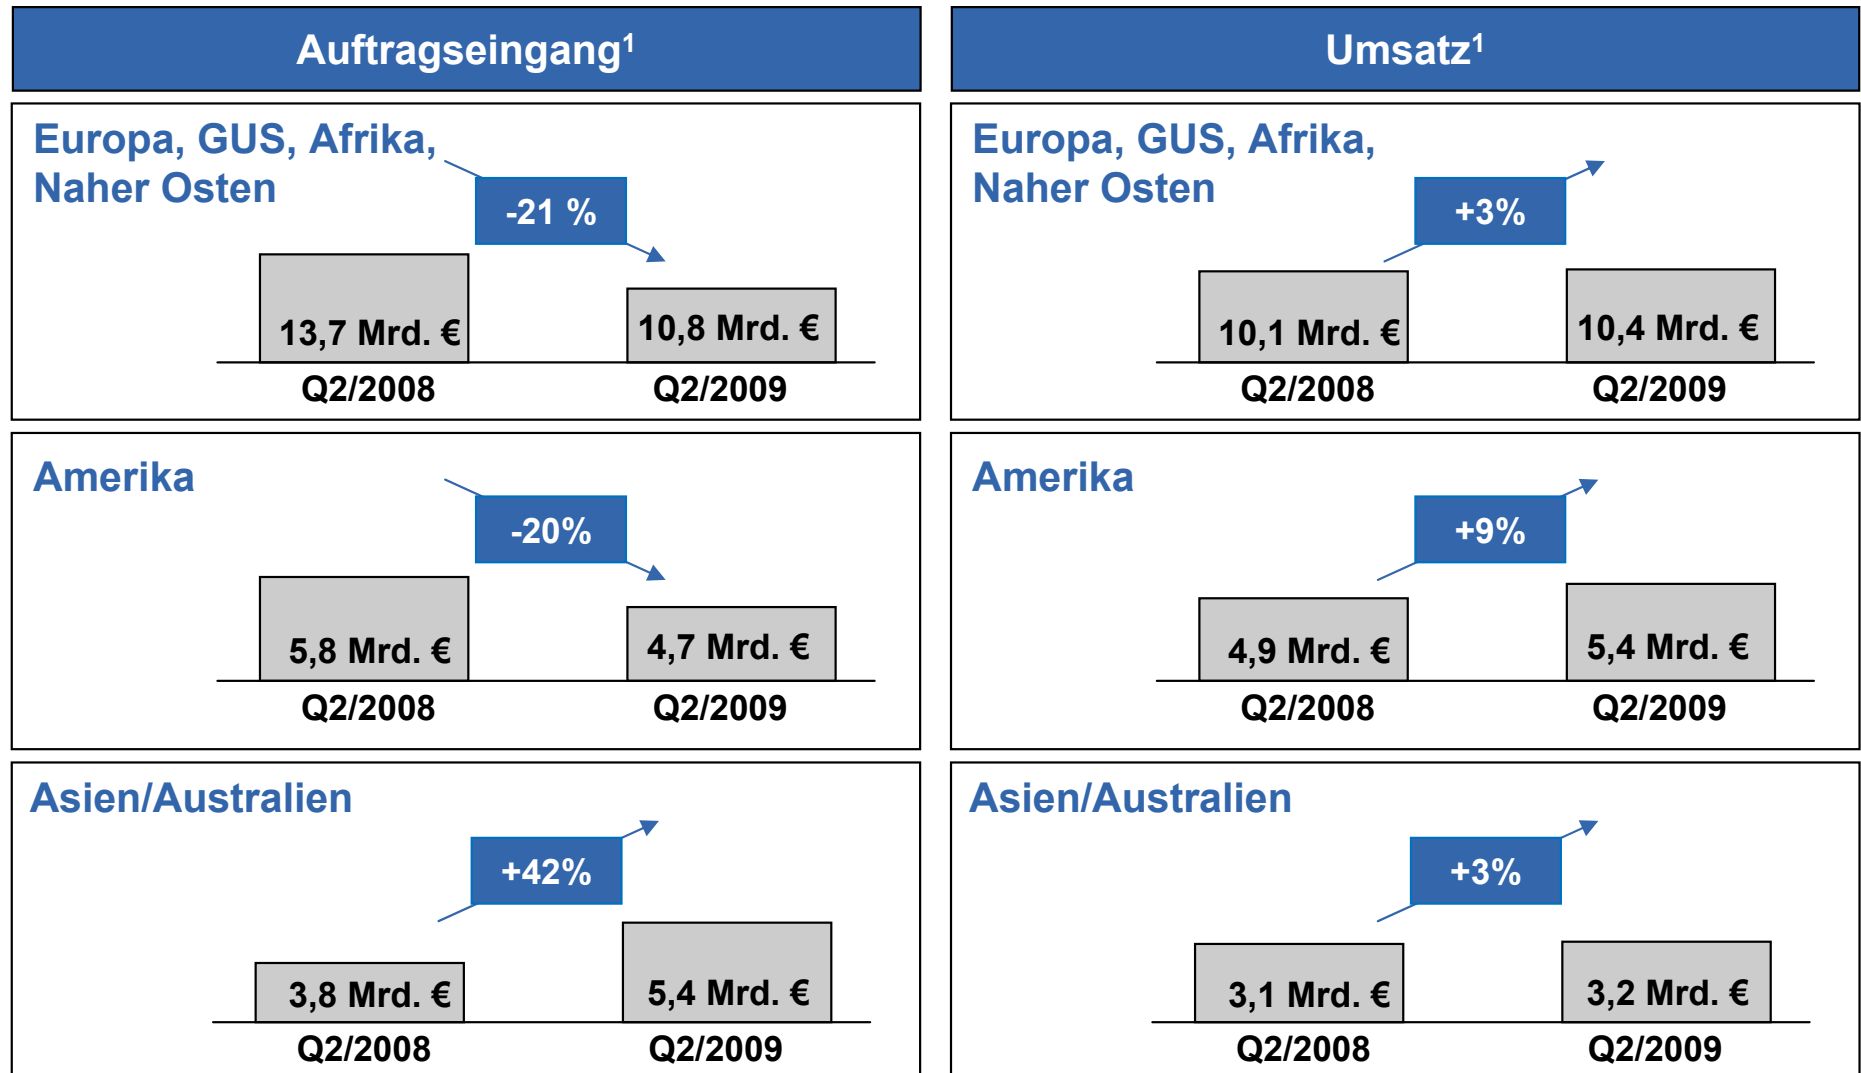 Auftragseingang¹
Europa, GUS, Afrika,
Naher Osten
-21 %
13,7 Mrd. €
10,8 Mrd. €
Q2/2008
Q2/2009
Amerika
-20%
5,8 Mrd. €
4,7 Mrd. €
Q2/2008
Q2/2009
Asien/Australien
+42%
3,8 Mrd. €
5,4 Mrd. €
Q2/2008
Q2/2009
Umsatz¹
Europa, GUS, Afrika,
Naher Osten
+3%
10,1 Mrd. €
10,4 Mrd. €
Q2/2008
Q2/2009
Amerika
+9%
4,9 Mrd. €
5,4 Mrd. €
Q2/2008
Q2/2009
Asien/Australien
+3%
3,1 Mrd. €
3,2 Mrd. €
Q2/2008
Q2/2009